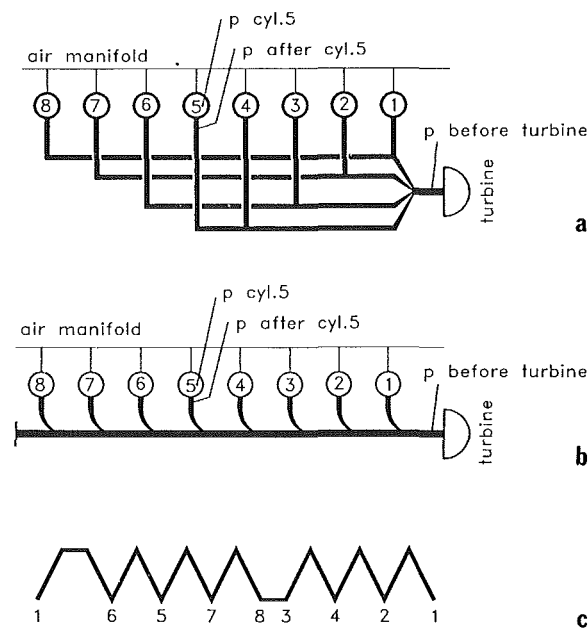 p cyl.5
air manifold
p after cyl.5
8 7 6 5 4 3 2 1
p before turbine
turbine
a
p cyl.5
air manifold
p after cyl.5
8 7 6 5 4 3 2 1
p before turbine
turbine
b
1 6 5 7 8 3 4 2 1
c